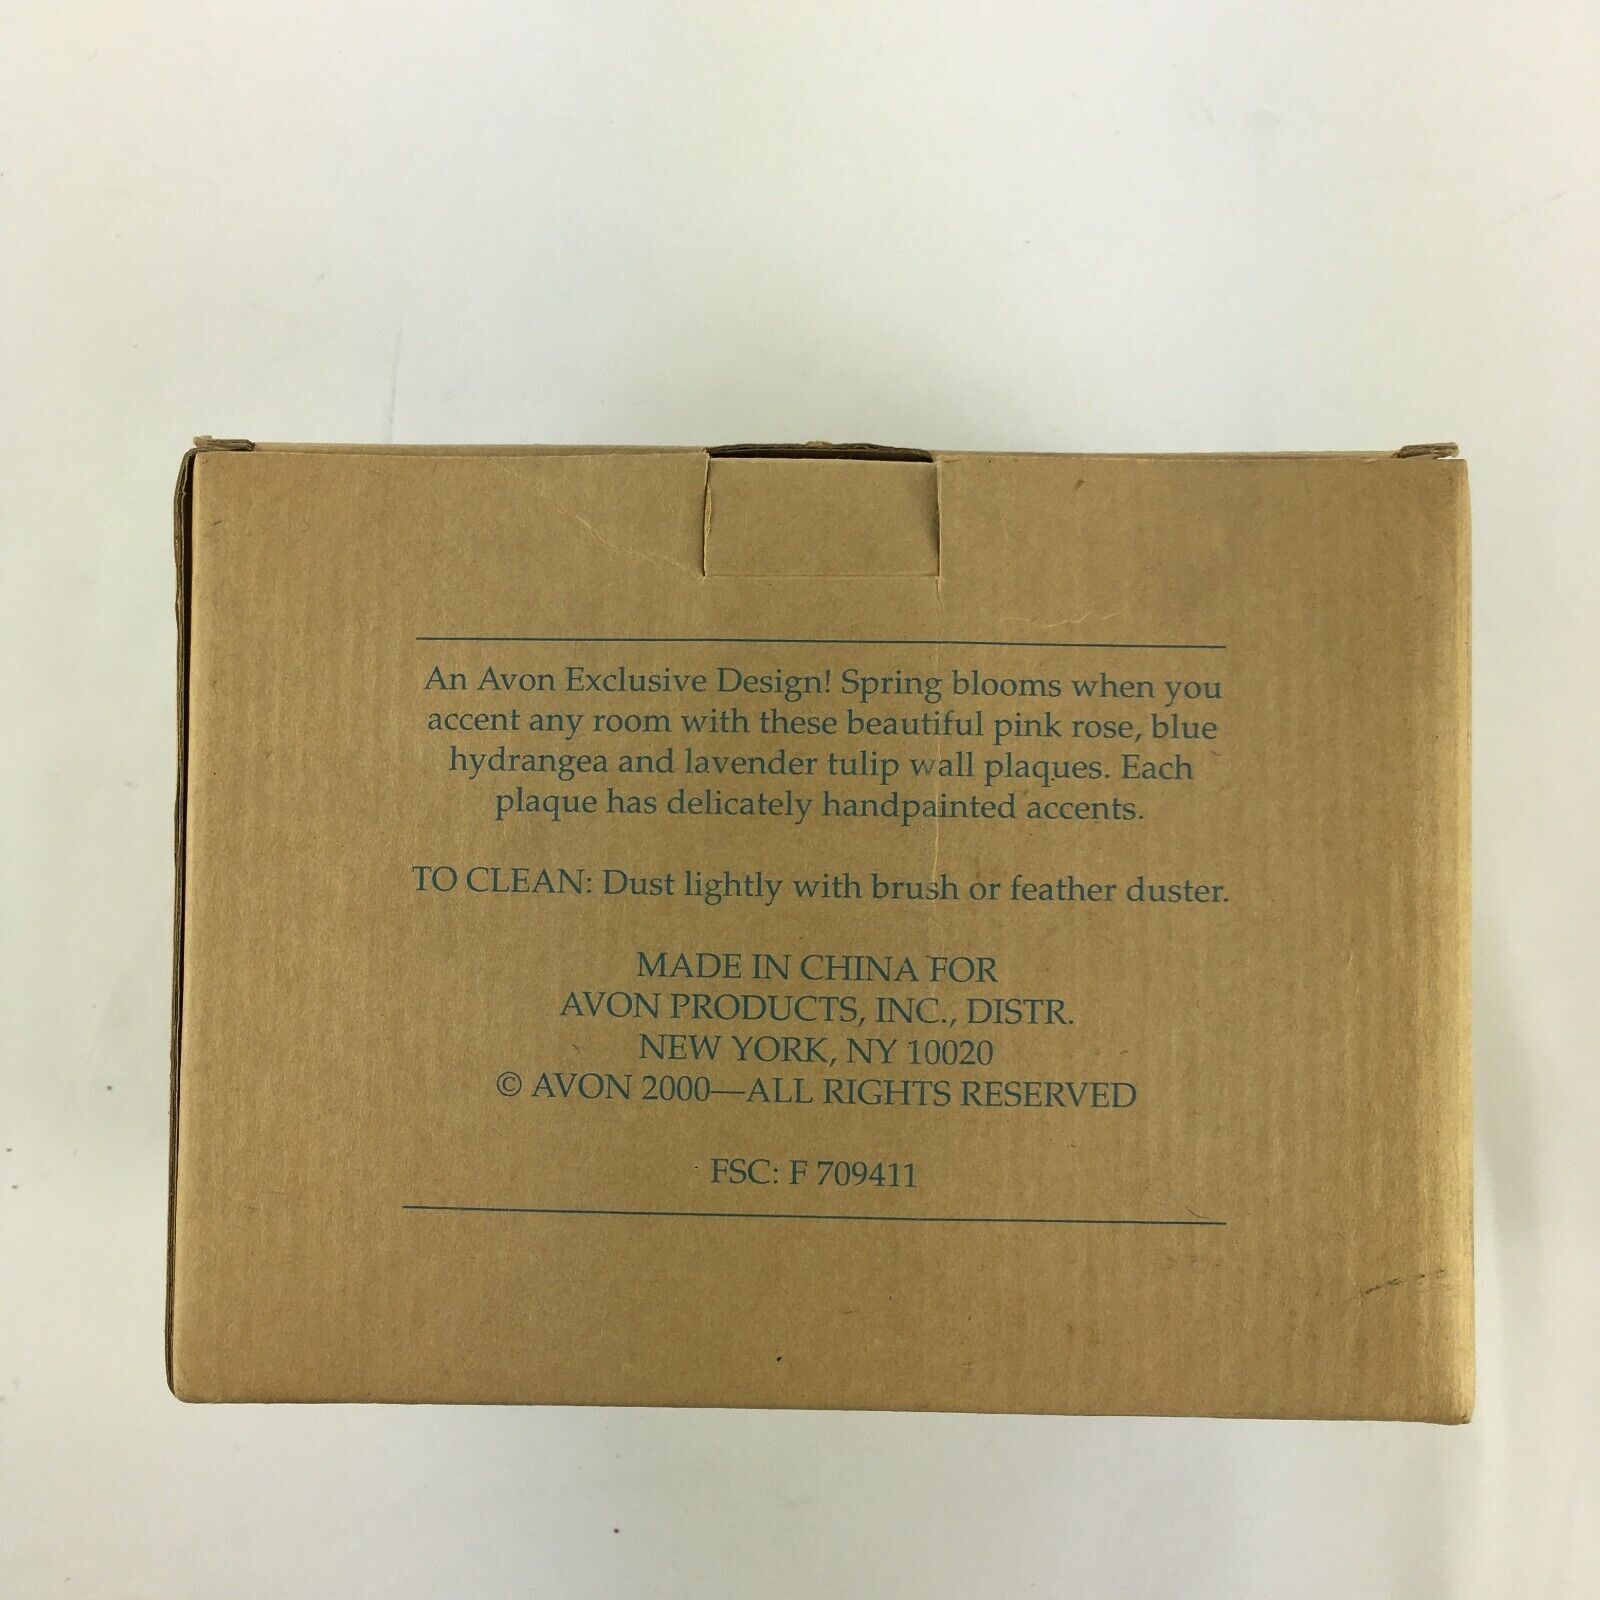 An Avon Exclusive Design! Spring blooms when you
accent any room with these beautiful pink rose, blue
hydrangea and lavender tulip wall plaques. Each
plaque has delicately handpainted accents.
TO CLEAN: Dust lightly with brush or feather duster.
MADE IN CHINA FOR
AVON PRODUCTS, INC., DISTR.
NEW YORK, NY 10020
© AVON 2000—ALL RIGHTS RESERVED
FSC: F 709411